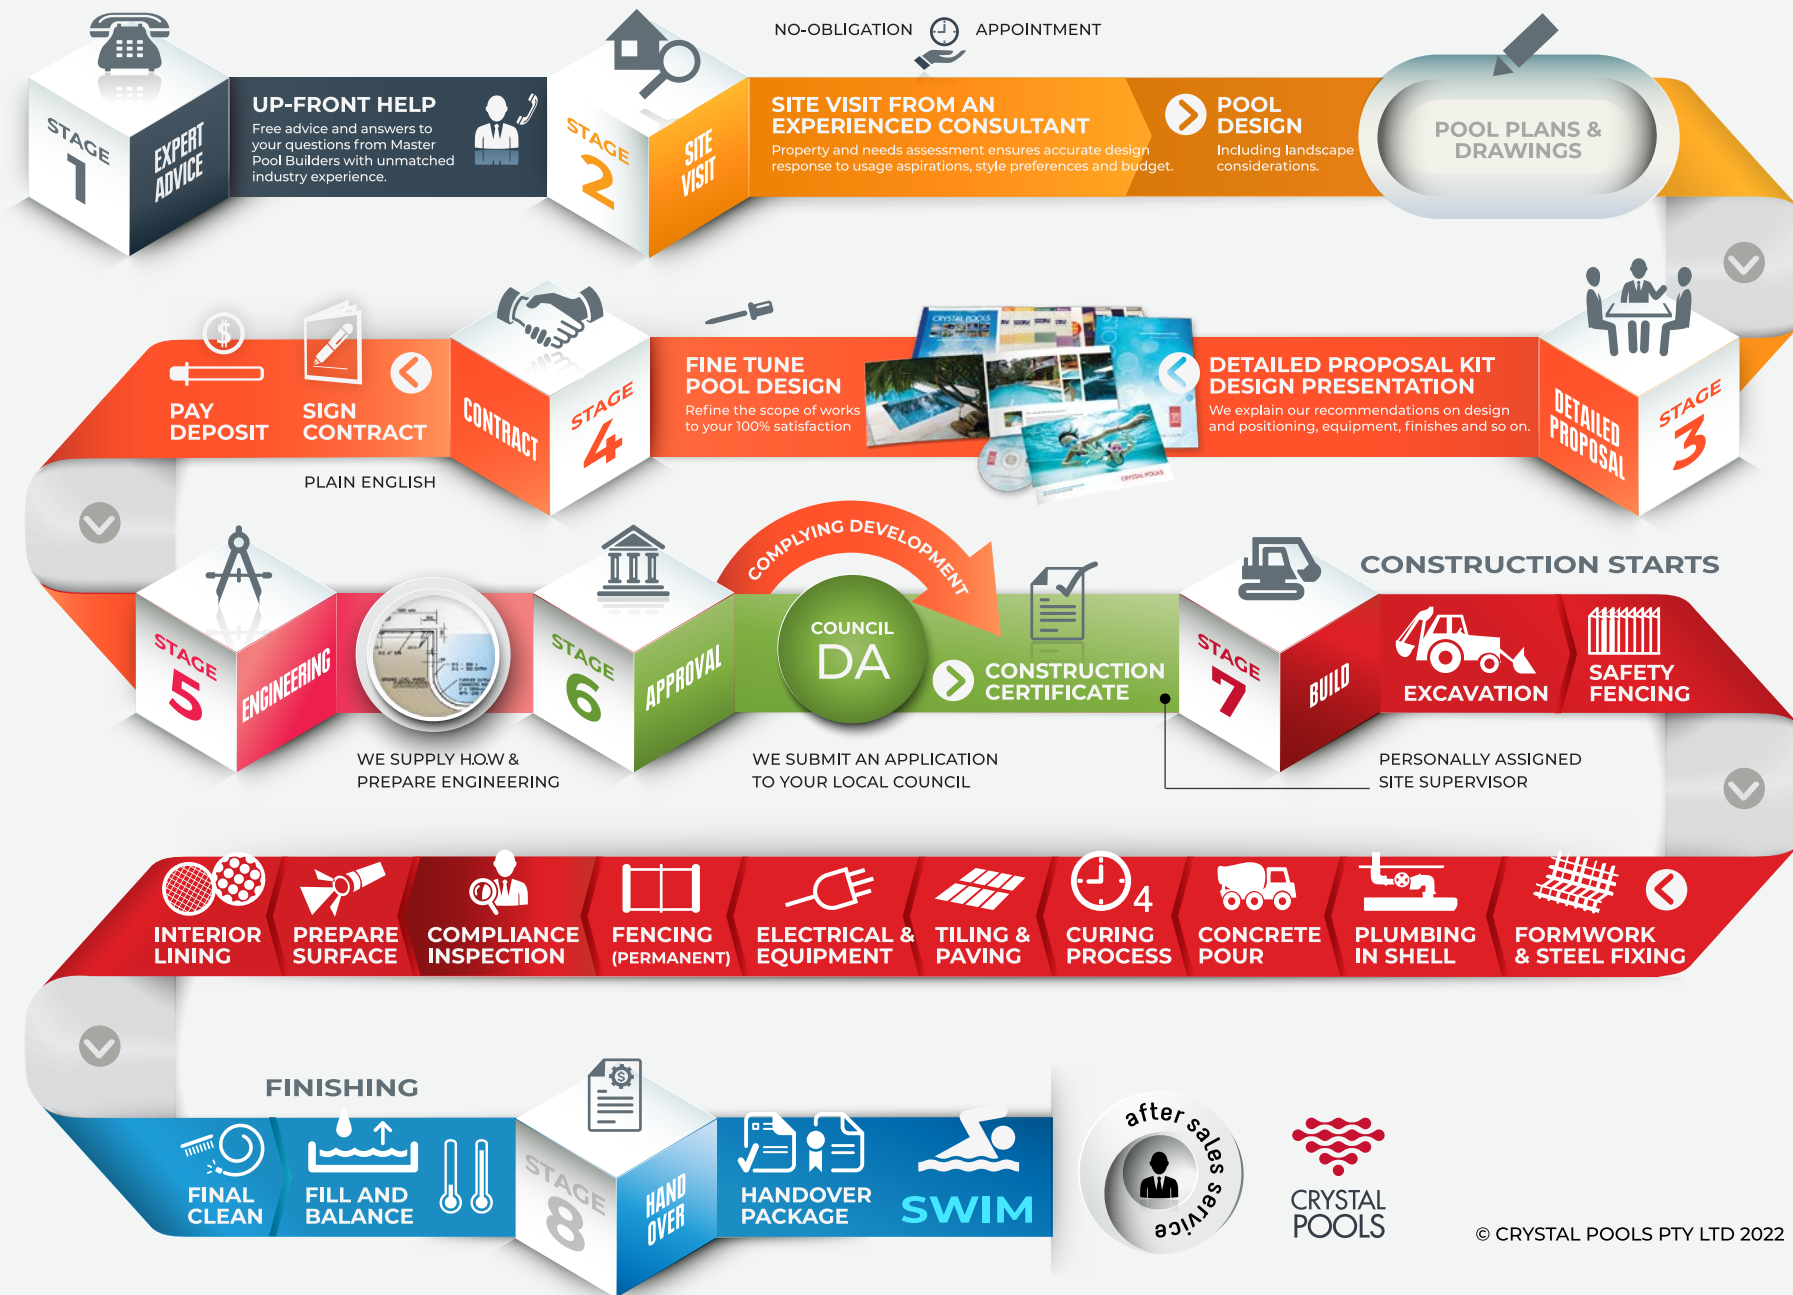 NO-OBLIGATION APPOINTMENT
STAGE
1
EXPERT
ADVICE
UP-FRONT HELP
Free advice and answers to
your questions from Master
Pool Builders with unmatched
industry experience.
STAGE
2
SITE
VISIT
SITE VISIT FROM AN
EXPERIENCED CONSULTANT
Property and needs assessment ensures accurate design
response to usage aspirations, style preferences and budget.
POOL
DESIGN
Including landscape
considerations.
POOL PLANS &
DRAWINGS
STAGE
3
DETAILED
PROPOSAL
DETAILED PROPOSAL KIT
DESIGN PRESENTATION
We explain our recommendations on design
and positioning, equipment, finishes and so on.
CRYSTAL POOLS
CRYSTAL POOLS
FINE TUNE
POOL DESIGN
Refine the scope of works
to your 100% satisfaction
STAGE
4
CONTRACT
SIGN
CONTRACT
PLAIN ENGLISH
PAY
DEPOSIT
STAGE
5
ENGINEERING
WE SUPPLY H.O.W &
PREPARE ENGINEERING
STAGE
6
APPROVAL
COMPLYING DEVELOPMENT
COUNCIL
DA
WE SUBMIT AN APPLICATION
TO YOUR LOCAL COUNCIL
CONSTRUCTION
CERTIFICATE
STAGE
7
BUILD
CONSTRUCTION STARTS
EXCAVATION
SAFETY
FENCING
PERSONALLY ASSIGNED
SITE SUPERVISOR
FORMWORK
& STEEL FIXING
PLUMBING
IN SHELL
CONCRETE
POUR
4
CURING
PROCESS
TILING &
PAVING
ELECTRICAL &
EQUIPMENT
FENCING
(PERMANENT)
COMPLIANCE
INSPECTION
PREPARE
SURFACE
INTERIOR
LINING
FINISHING
FINAL
CLEAN
FILL AND
BALANCE
STAGE
8
HAND
OVER
HANDOVER
PACKAGE
SWIM
after sales service
CRYSTAL
POOLS
© CRYSTAL POOLS PTY LTD 2022